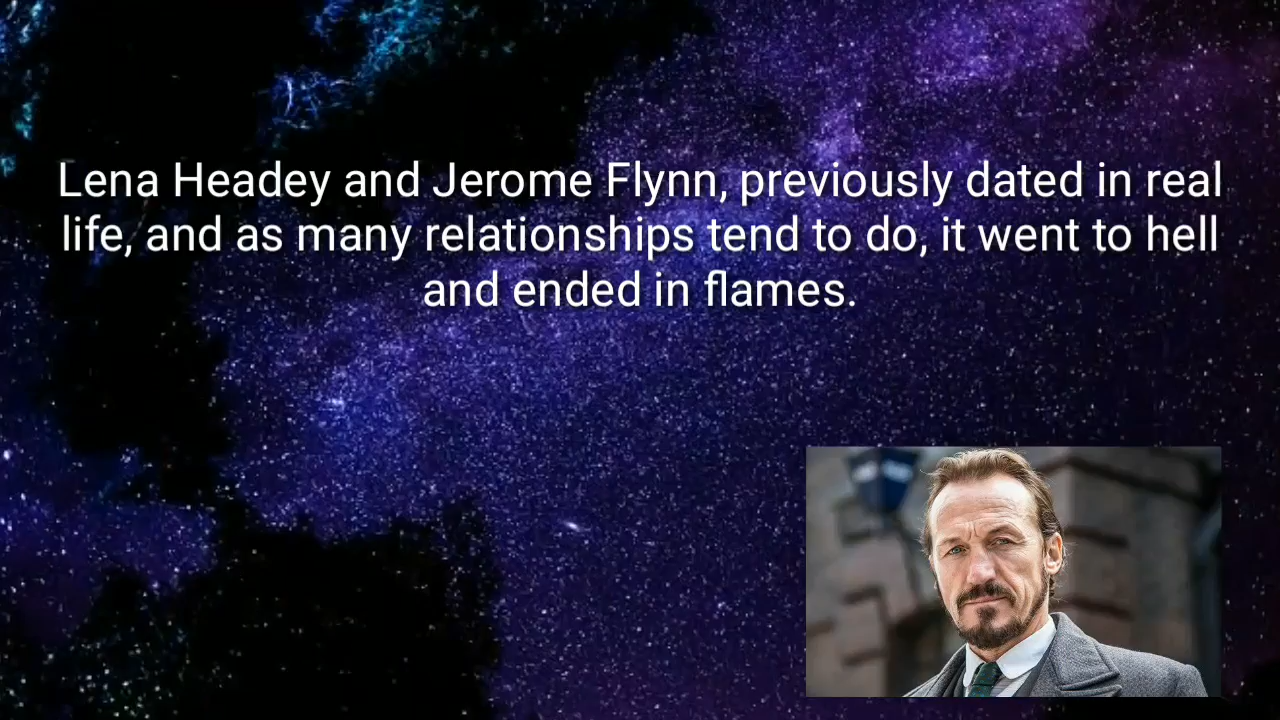 Lena Headey and Jerome Flynn, previously dated in real
life, and as many relationships tend to do, it went to hell
and ended in flames.